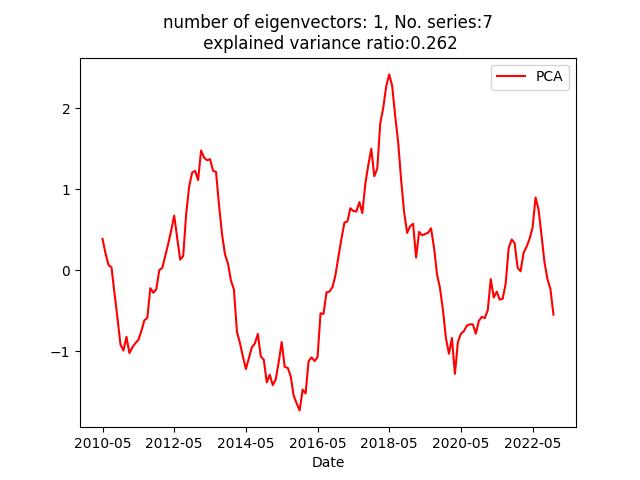 number of eigenvectors: 1, No. series:7
explained variance ratio:0.262
PCA
2
1
0
−1
2010-05 2012-05 2014-05 2016-05 2018-05 2020-05 2022-05
Date